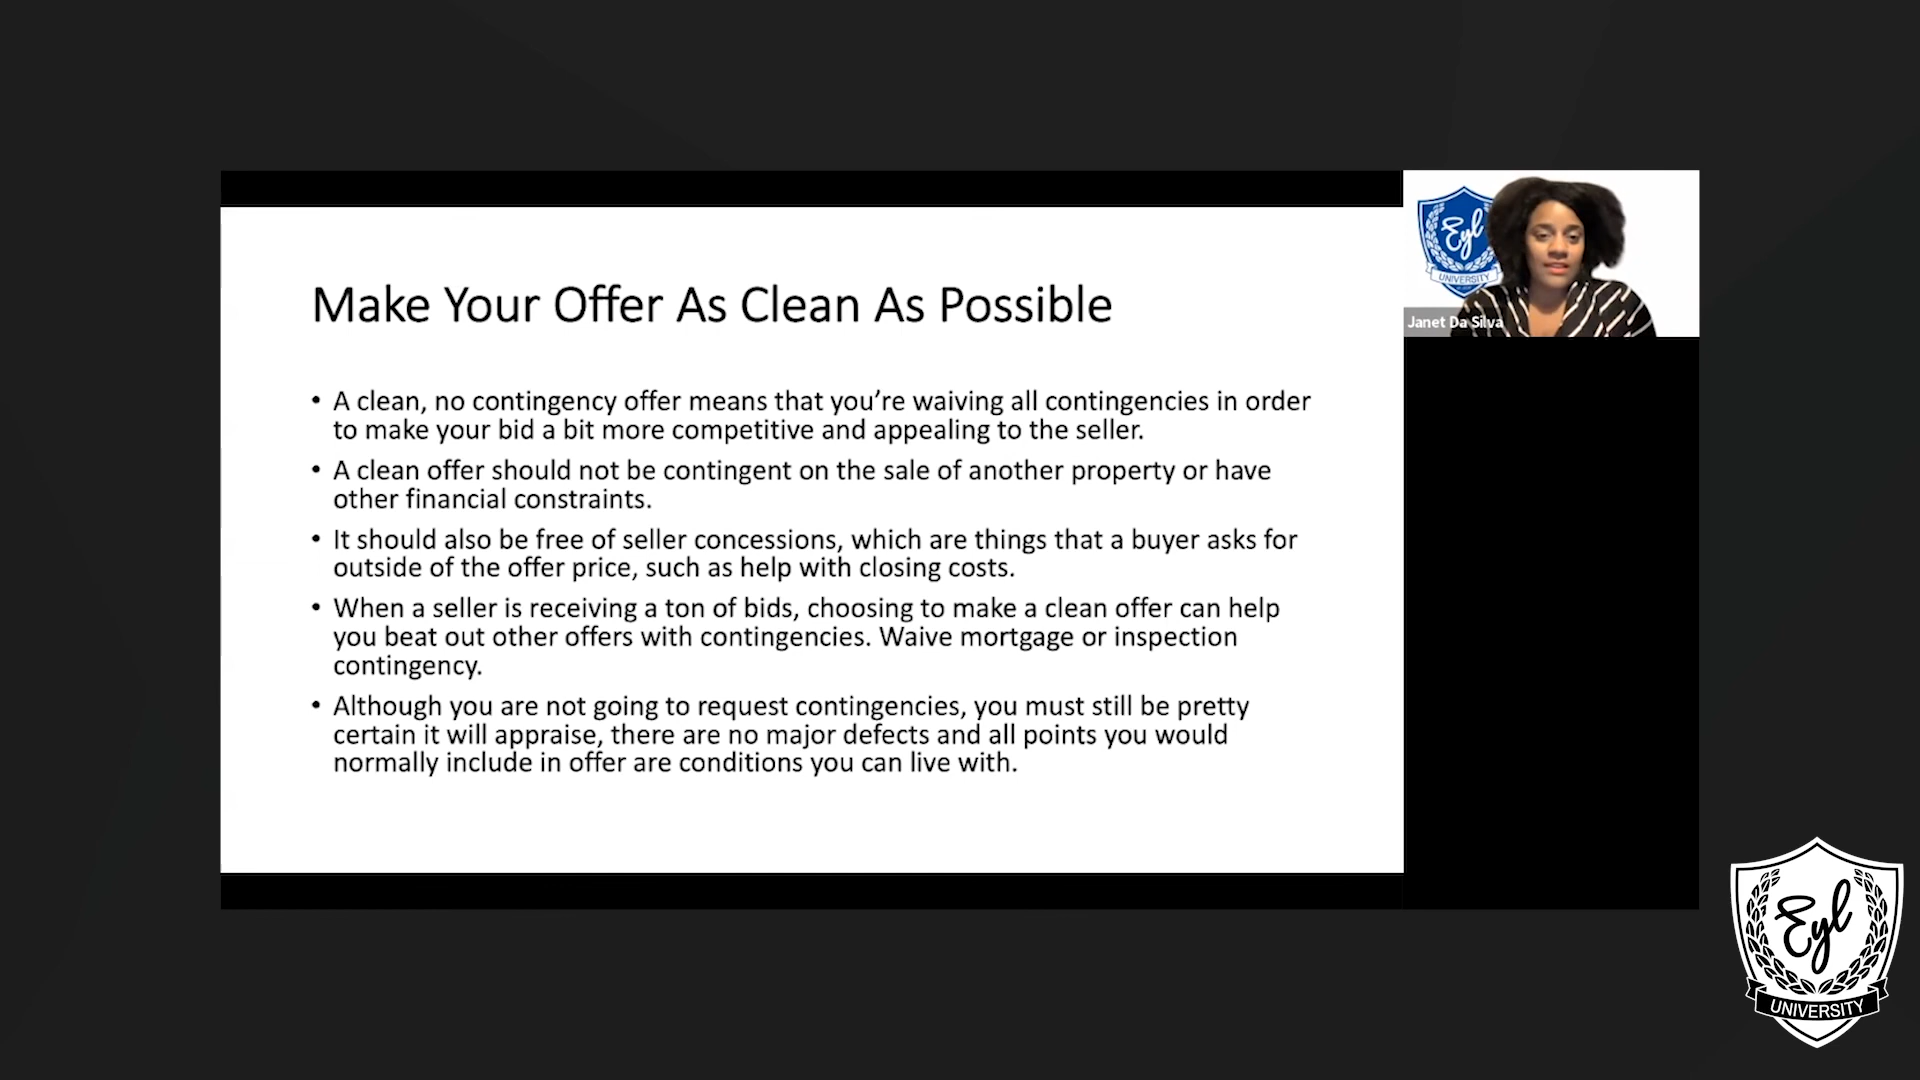 Make Your Offer As Clean As Possible
• A clean, no contingency offer means that you’re waiving all contingencies in order
to make your bid a bit more competitive and appealing to the seller.
• A clean offer should not be contingent on the sale of another property or have
other financial constraints.
• It should also be free of seller concessions, which are things that a buyer asks for
outside of the offer price, such as help with closing costs.
• When a seller is receiving a ton of bids, choosing to make a clean offer can help
you beat out other offers with contingencies. Waive mortgage or inspection
contingency.
• Although you are not going to request contingencies, you must still be pretty
certain it will appraise, there are no major defects and all points you would
normally include in offer are conditions you can live with.
Eyl
UNIVERSITY
Janet Da Silva
Eyl
UNIVERSITY